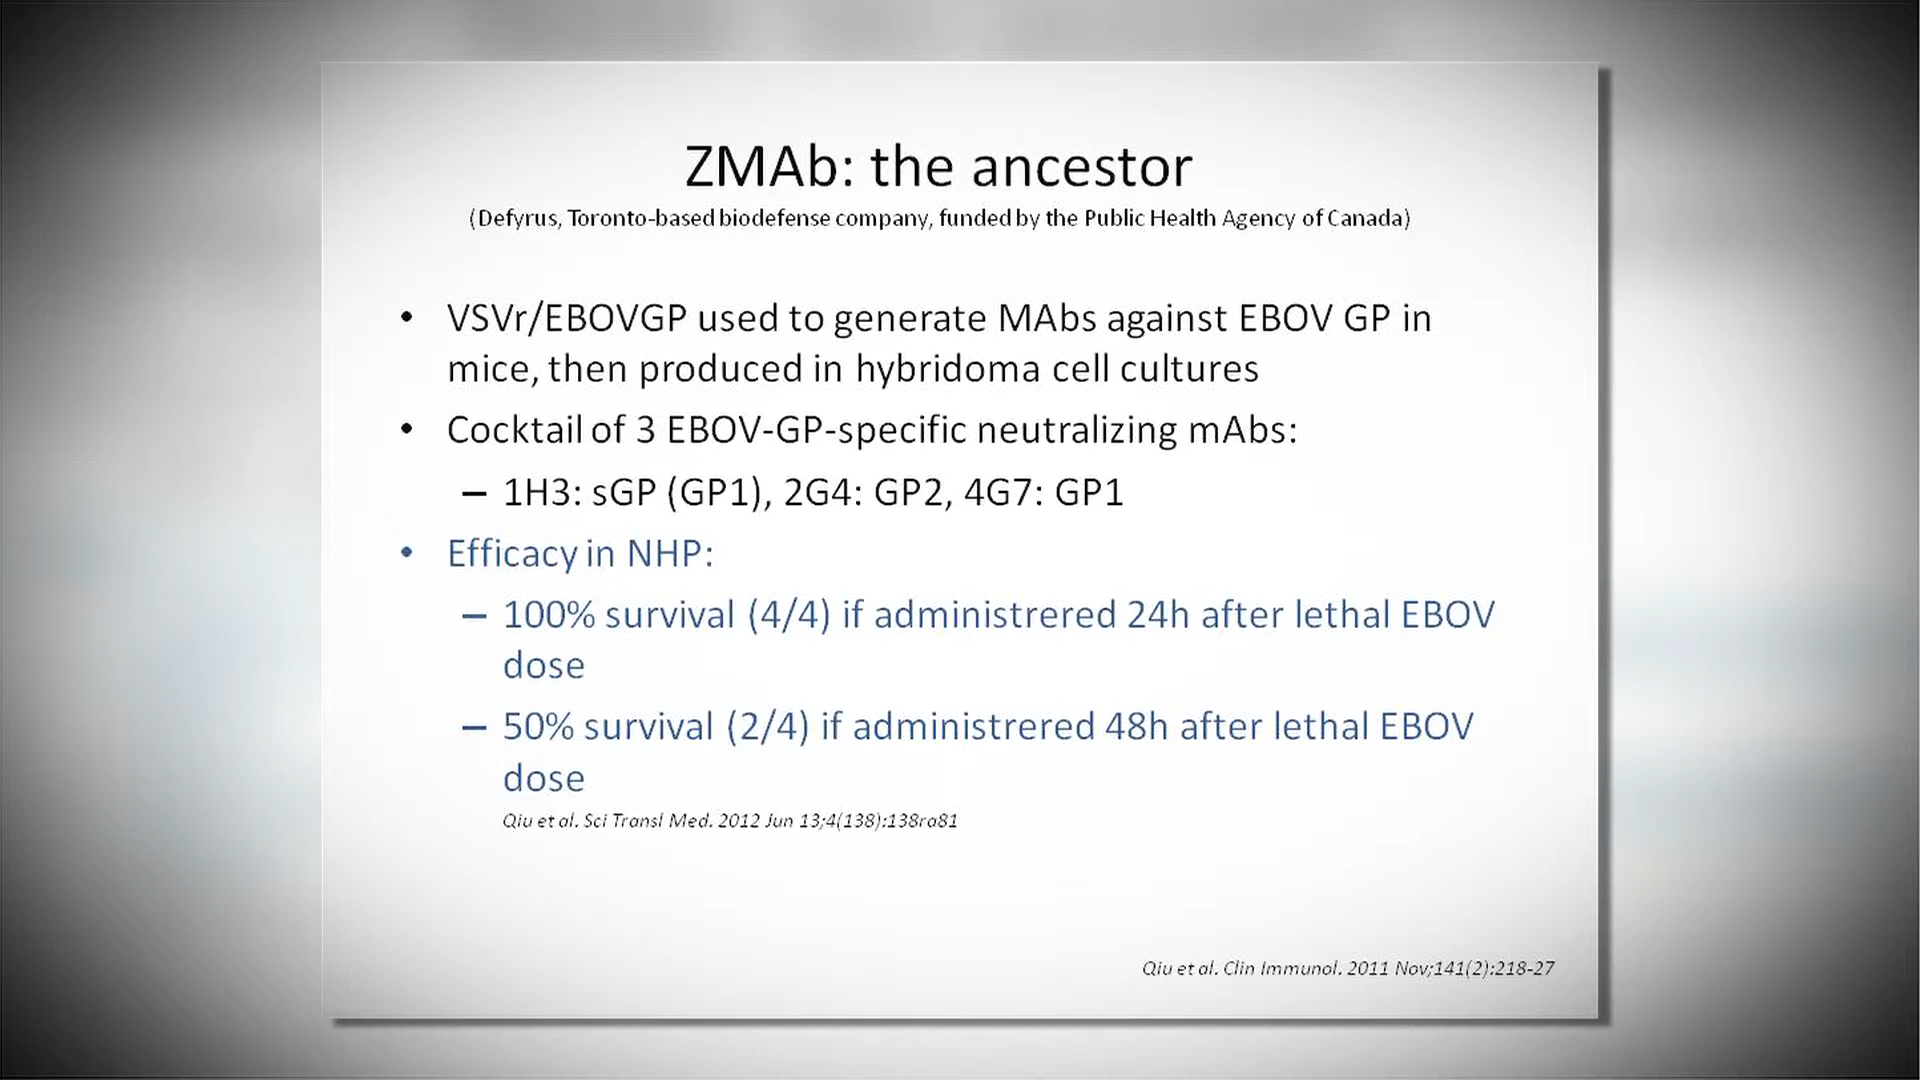 ZMAb: the ancestor
(Defyrus, Toronto-based biodefense company, funded by the Public Health Agency of Canada)
• VSVr/EBOVGP used to generate MAbs against EBOV GP in
mice, then produced in hybridoma cell cultures
• Cocktail of 3 EBOV-GP-specific neutralizing mAbs:
– 1H3: sGP (GP1), 2G4: GP2, 4G7: GP1
• Efficacy in NHP:
– 100% survival (4/4) if administrered 24h after lethal EBOV
dose
– 50% survival (2/4) if administrered 48h after lethal EBOV
dose
Qiu et al. Sci Transl Med. 2012 Jun 13;4(138):138ra81
Qiu et al. Clin Immunol. 2011 Nov;141(2):218-27